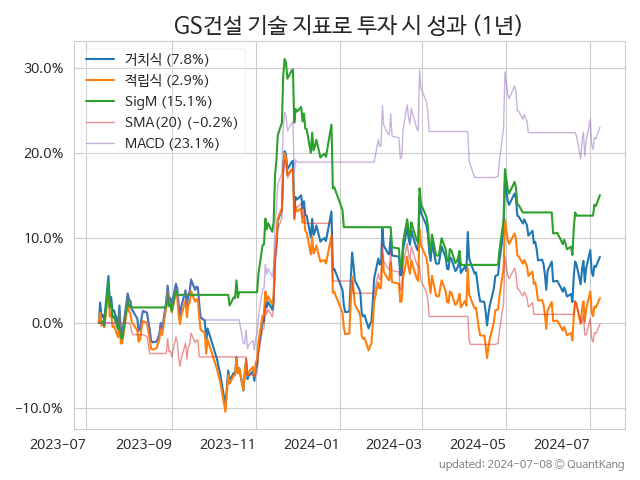 GS건설 기술 지표로 투자 시 성과 (1년)
거치식 (7.8%)
적립식 (2.9%)
SigM (15.1%)
SMA(20) (−0.2%)
MACD (23.1%)
30.0%
20.0%
10.0%
0.0%
−10.0%
2023-07 2023-09 2023-11 2024-01 2024-03 2024-05 2024-07
updated: 2024-07-08 © QuantKang